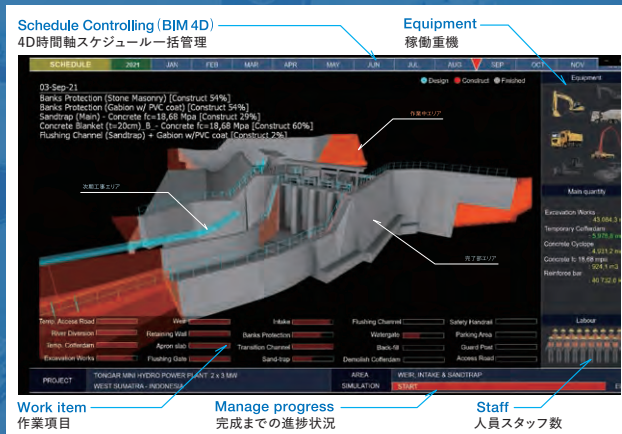 Schedule Controlling（BIM 4D）
4D時間軸スケジュール一括管理
Equipment
稼働重機
SCHEDULE 2021 JAN FEB MAR APR MAY JUN JUL AUG SEP OCT NOV
Design Construct Finished
Equipment
03-Sep-21
Banks Protection (Stone Masonry) [Construct 54%]
Banks Protection (Gabion w/ PVC coat) [Construct 54%]
Sandtrap (Main) - Concrete fc=18,68 Mpa [Construct 29%]
Concrete Blanket (t=20cm)_B_- Concrete fc=18,68 Mpa [Construct 60%]
Flushing Channel (Sandtrap) + Gabion w/PVC coat [Construct 2%]
作業中エリア
次期工事エリア
完了部エリア
Main quantity
Excavation Works
Temporary Cofferdam
Concrete Cyclope
Concrete fc 18,68 mpa
Reinforce bar
Labour
Temp. Access Road Weir Intake Flushing Channel Safety Handrail
River Diversion Retaining Wall Banks Protection Watergate Parking Area
Temp. Cofferdam Apron slab Transition Channel Back-fill Guard Post
Excavation Works Flushing Gate Sand-trap Demolish Cofferdam Access Road
PROJECT
TONGAR MINI HYDRO POWER PLANT 2 x 3 MW
WEST SUMATRA - INDONESIA
AREA WEIR, INTAKE & SANDTRAP
SIMULATION START
Work item
作業項目
Manage progress
完成までの進捗状況
Staff
人員スタッフ数